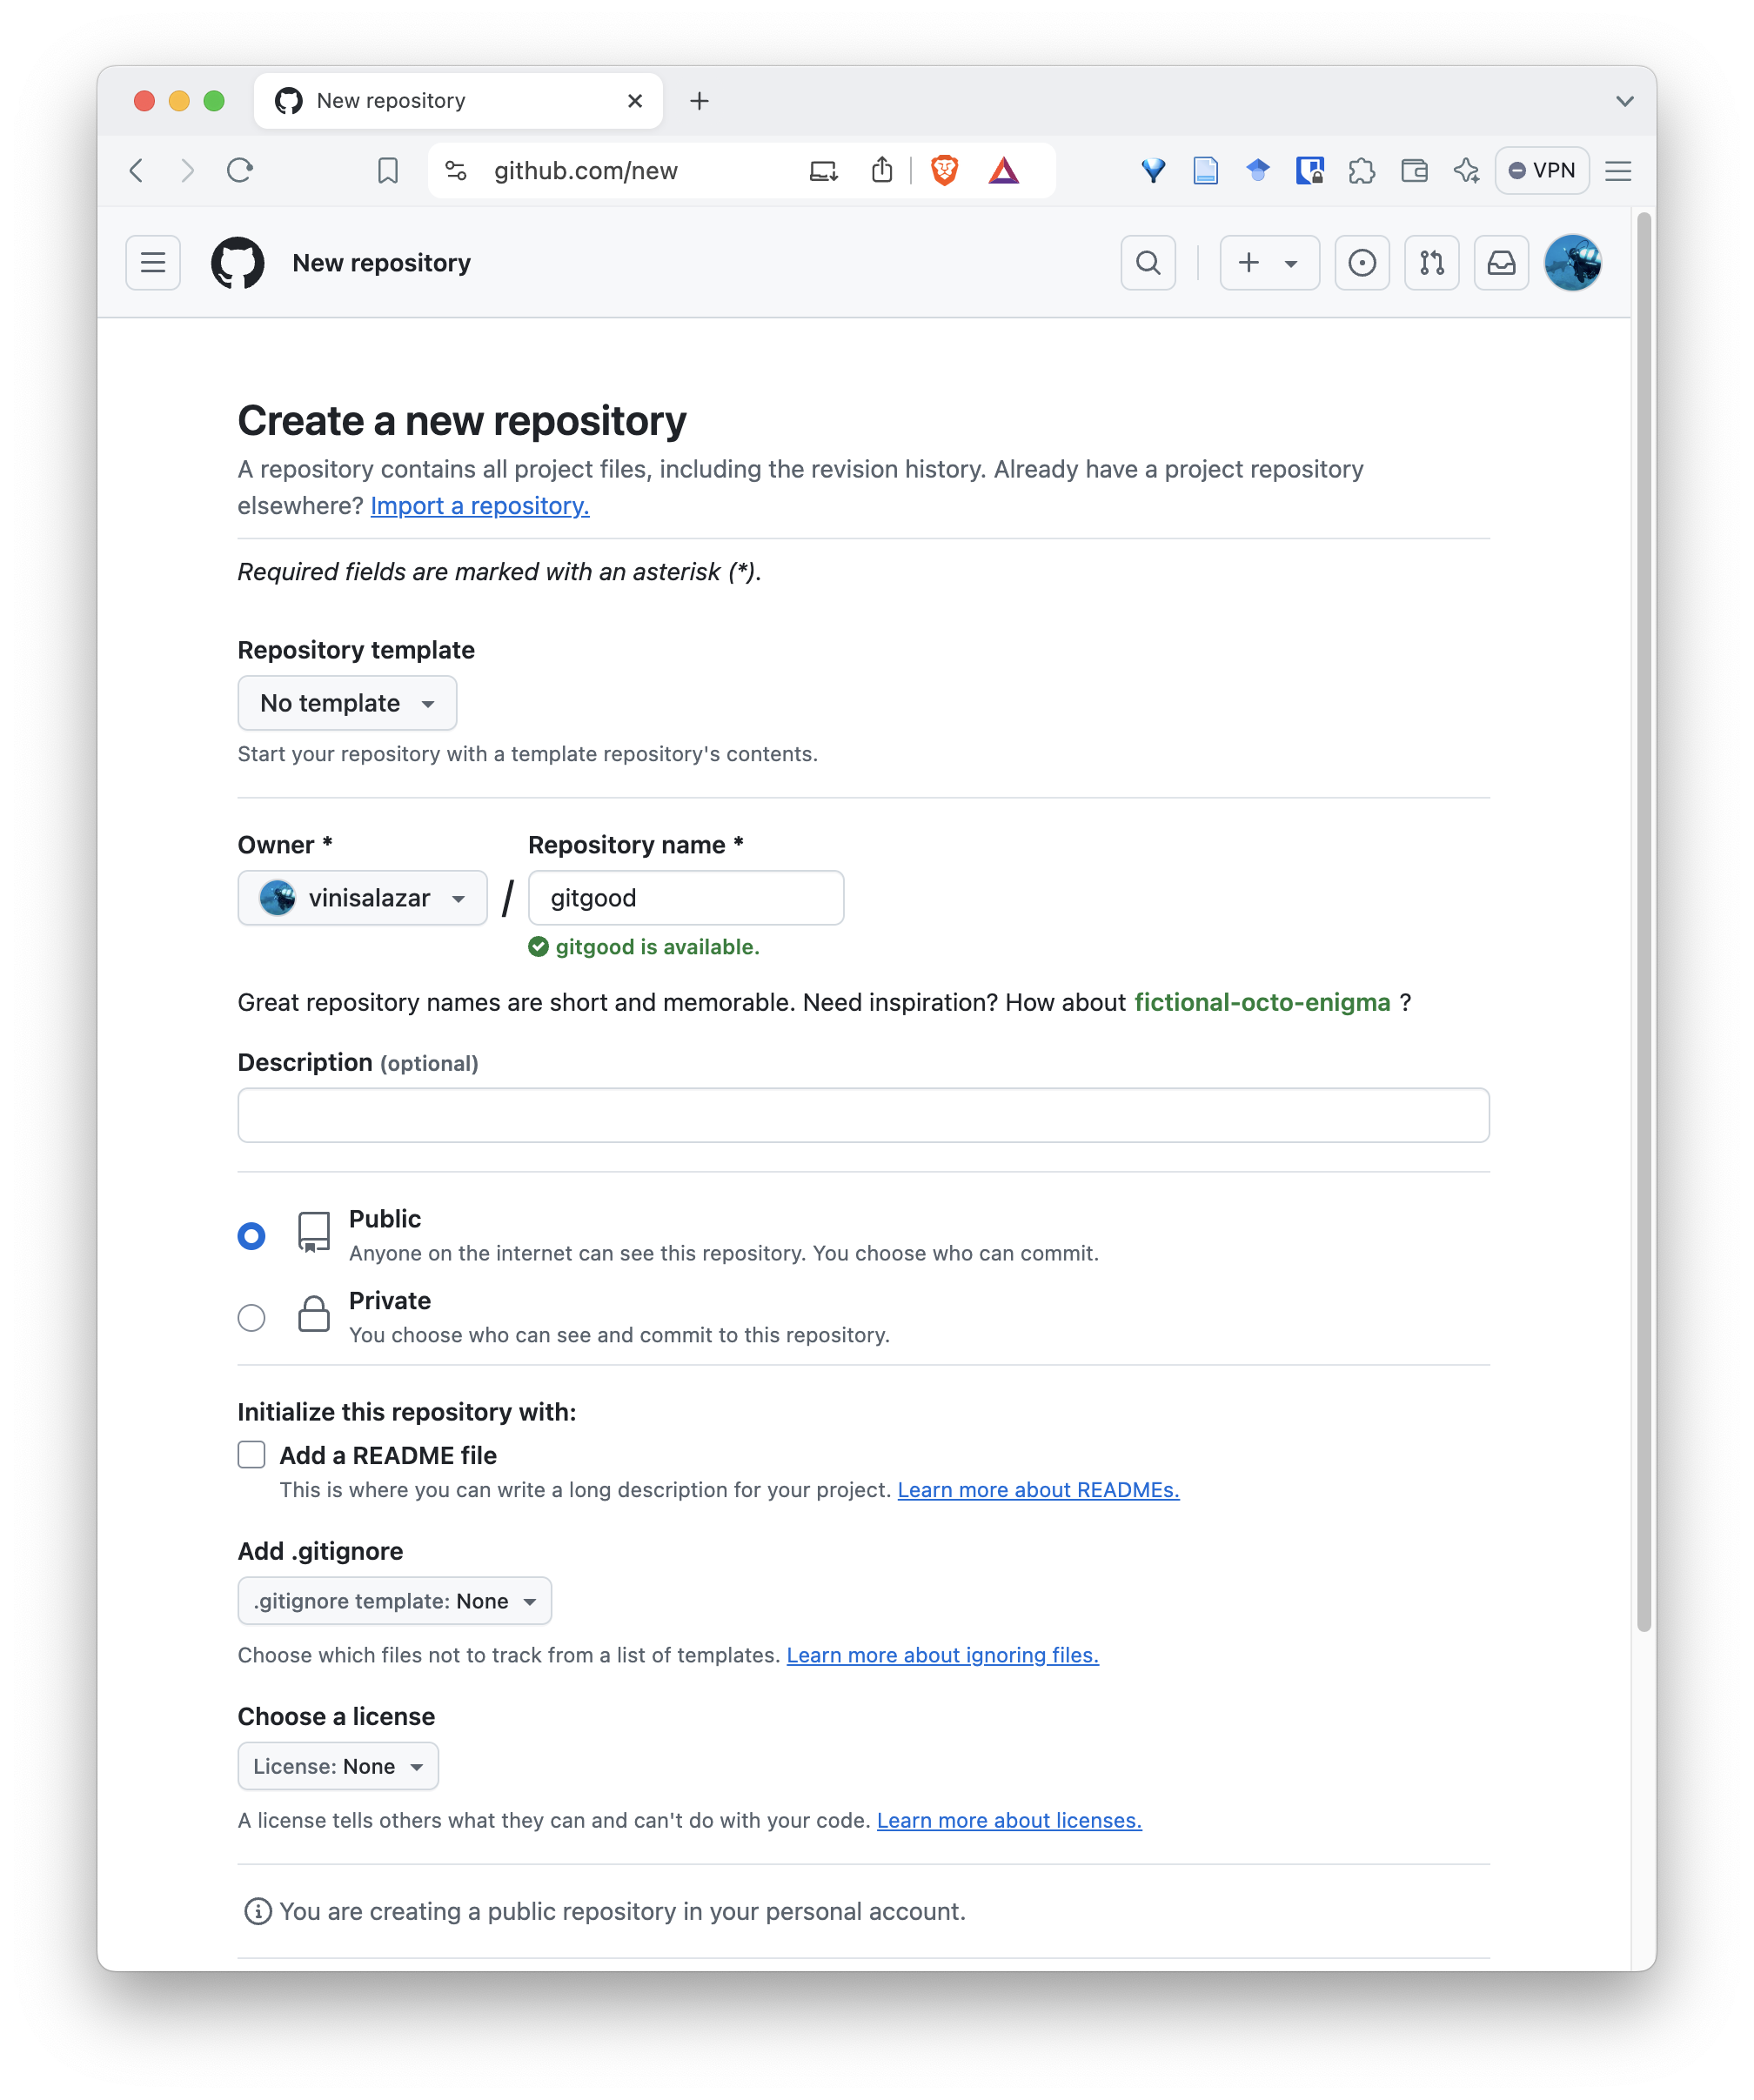 New repository
github.com/new
VPN
New repository
Create a new repository
A repository contains all project files, including the revision history. Already have a project repository
elsewhere? Import a repository.
Required fields are marked with an asterisk (*).
Repository template
No template
Start your repository with a template repository's contents.
Owner * Repository name *
vinisalazar / gitgood
gitgood is available.
Great repository names are short and memorable. Need inspiration? How about fictional-octo-enigma ?
Description (optional)
Public
Anyone on the internet can see this repository. You choose who can commit.
Private
You choose who can see and commit to this repository.
Initialize this repository with:
Add a README file
This is where you can write a long description for your project. Learn more about READMEs.
Add .gitignore
.gitignore template: None
Choose which files not to track from a list of templates. Learn more about ignoring files.
Choose a license
License: None
A license tells others what they can and can't do with your code. Learn more about licenses.
You are creating a public repository in your personal account.